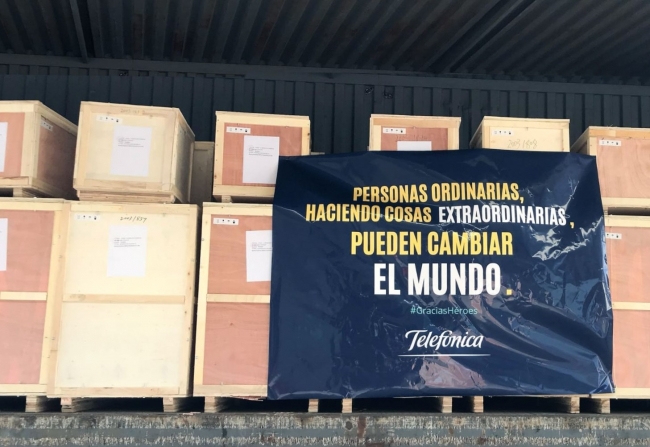 PERSONAS ORDINARIAS,
HACIENDO COSAS EXTRAORDINARIAS,
PUEDEN CAMBIAR
EL MUNDO.
#GraciasHéroes
Telefónica